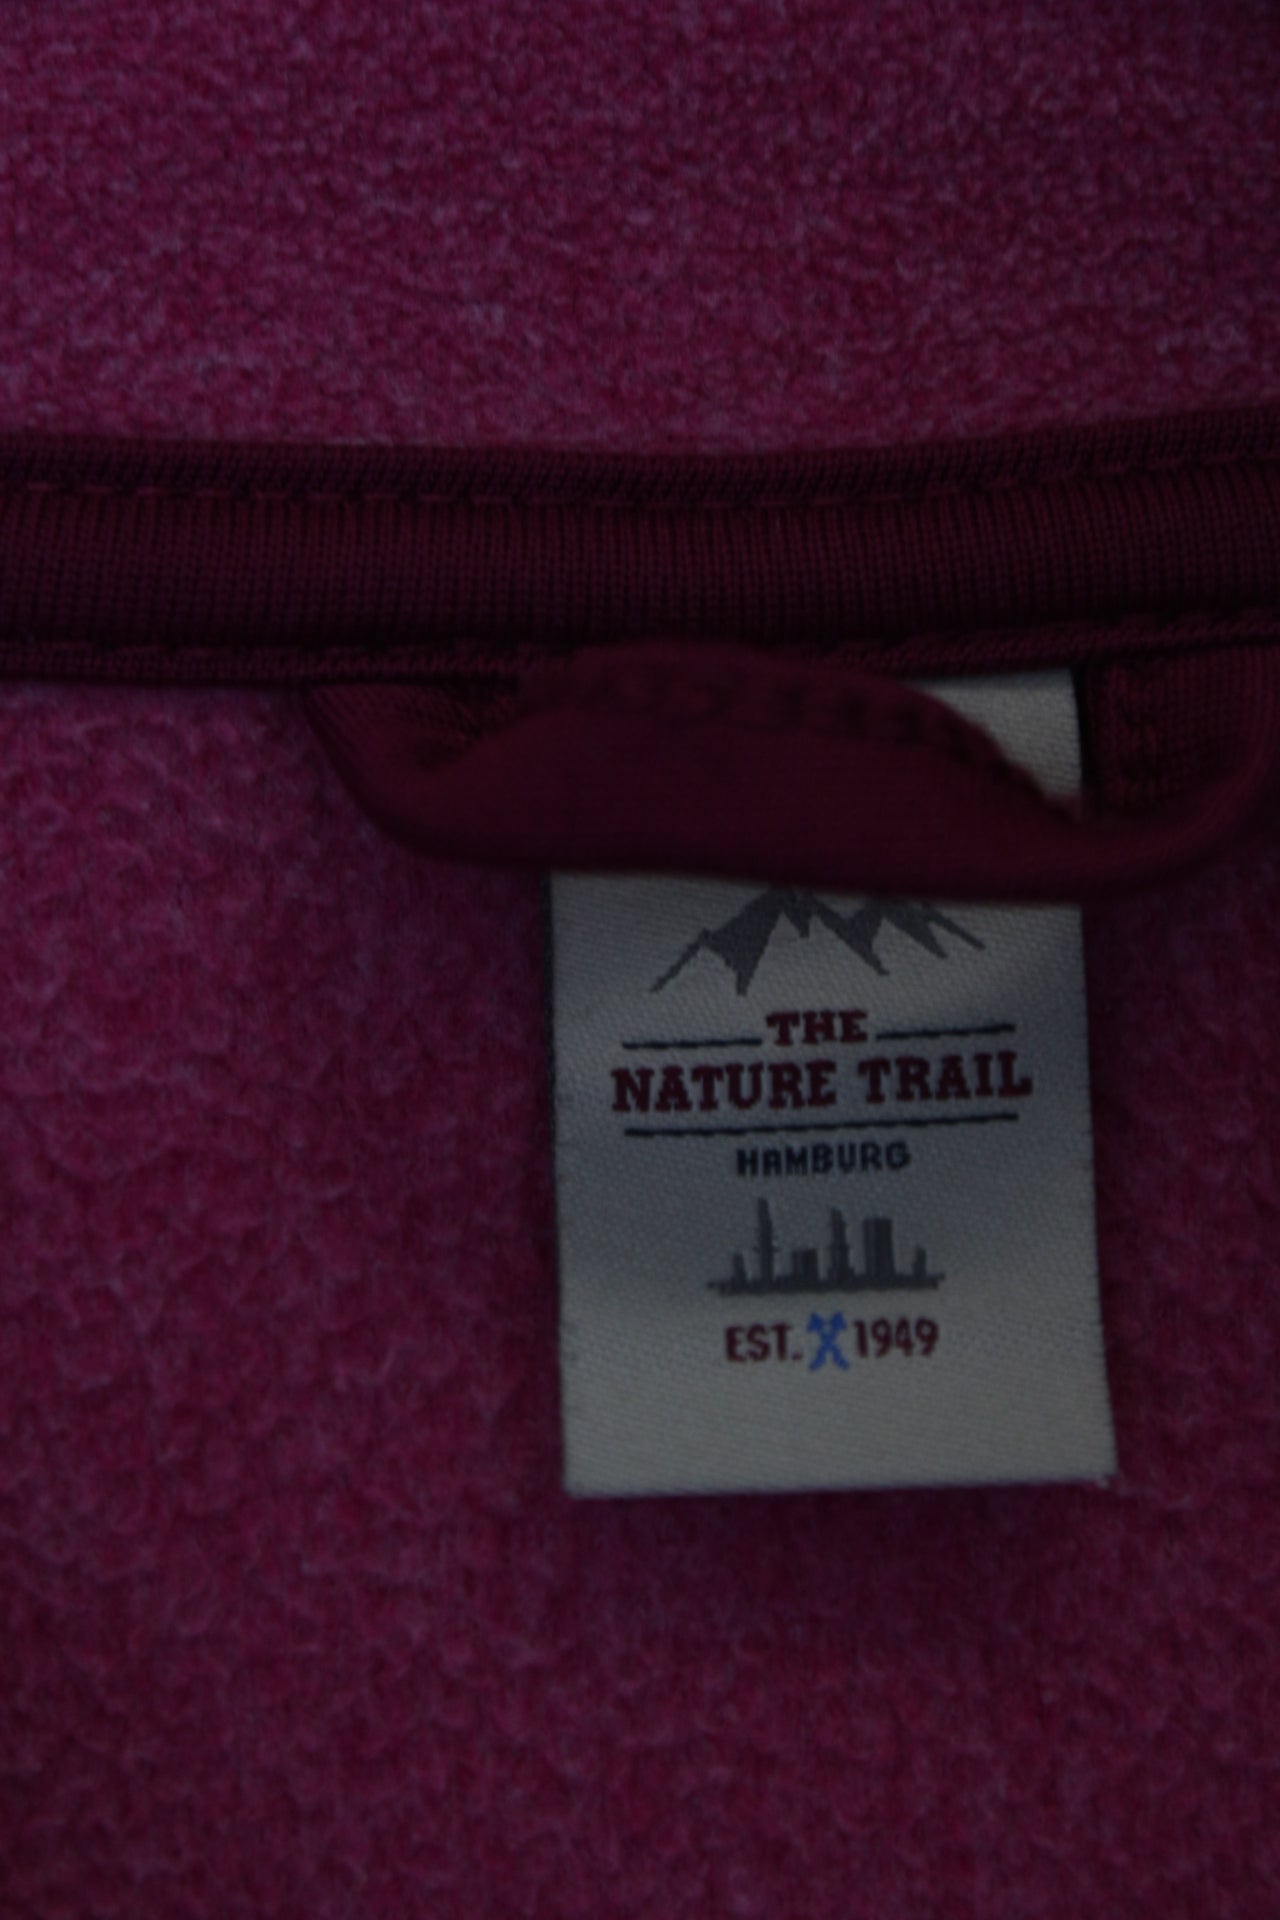 THE
NATURE TRAIL
HAMBURG
EST. 1949